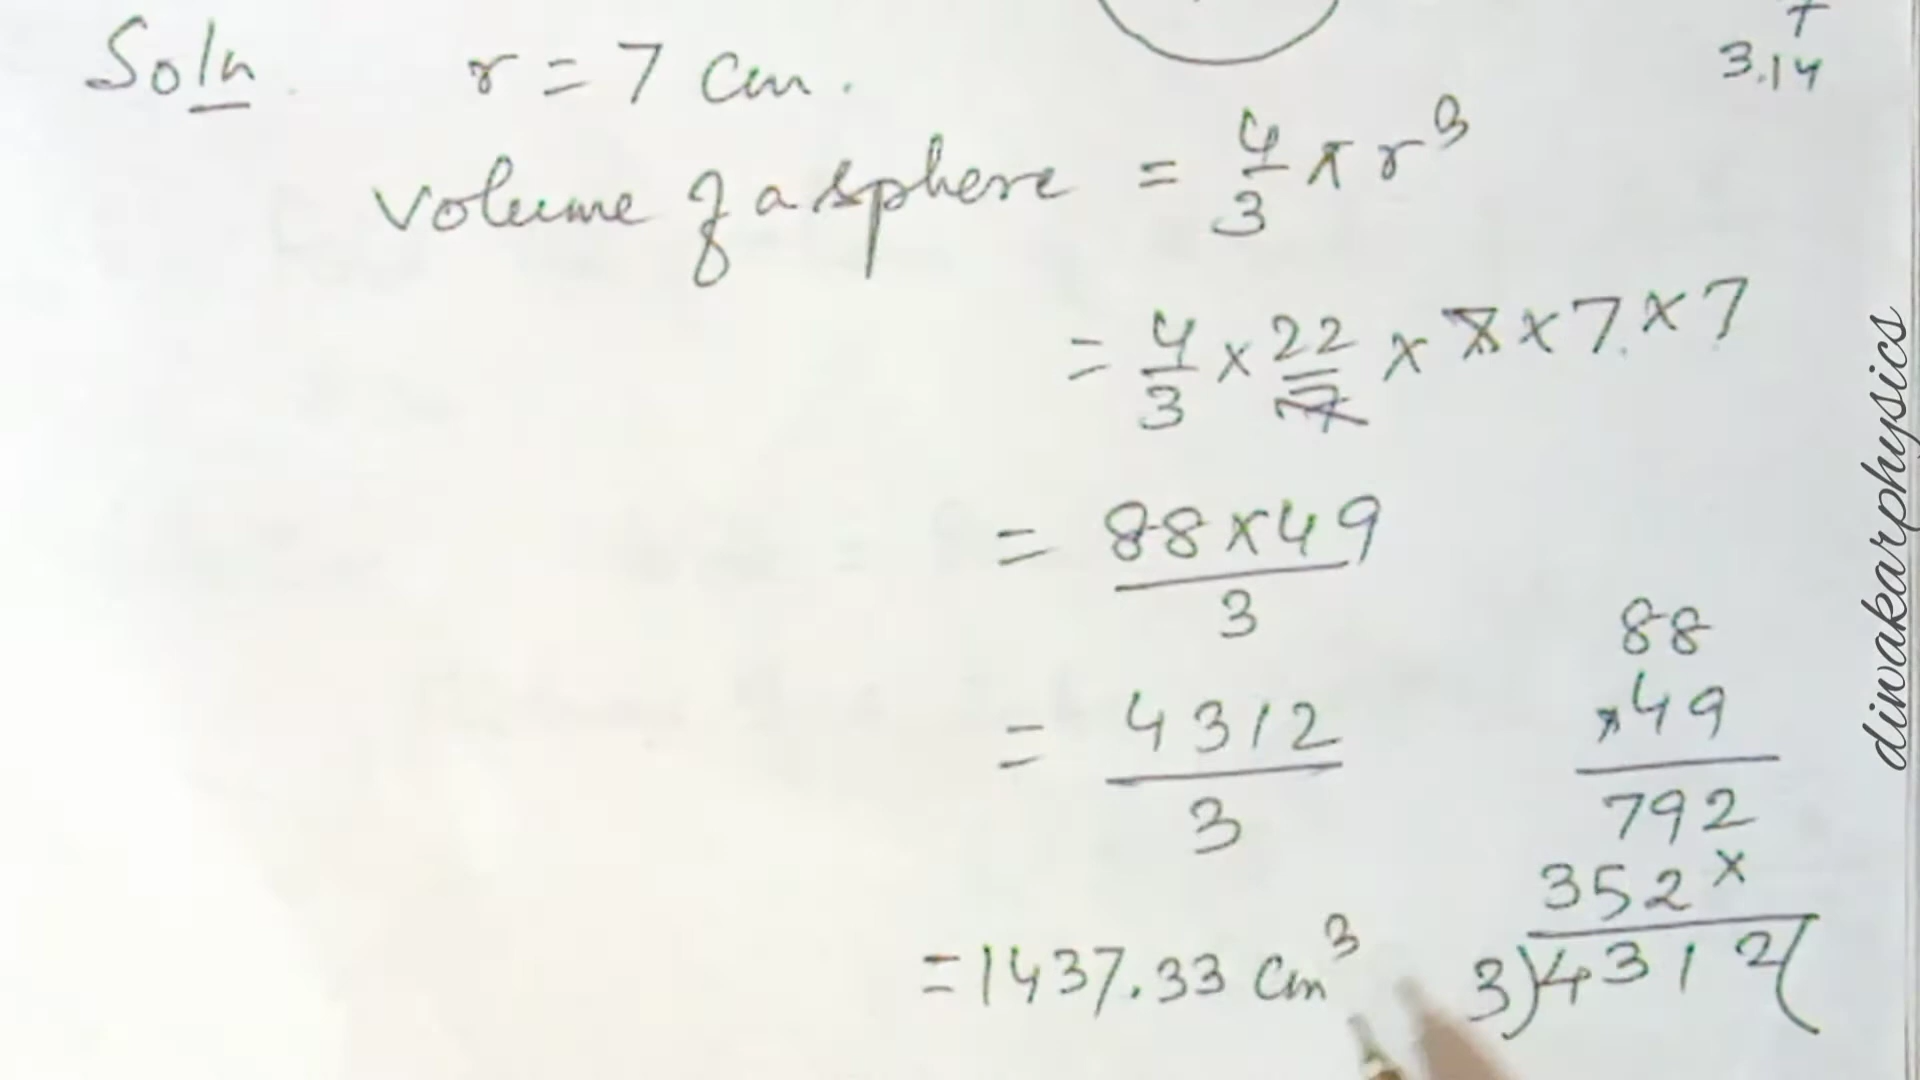 Soln. r = 7 cm.
7
3.14
Volume of a sphere = 4/3 π r³
= 4/3 × 22/7 × 7 × 7 × 7
= 88 × 49 / 3
= 4312 / 3
= 1437.33 cm³
88
× 49
792
352×
3)4312(
diwakarphysics